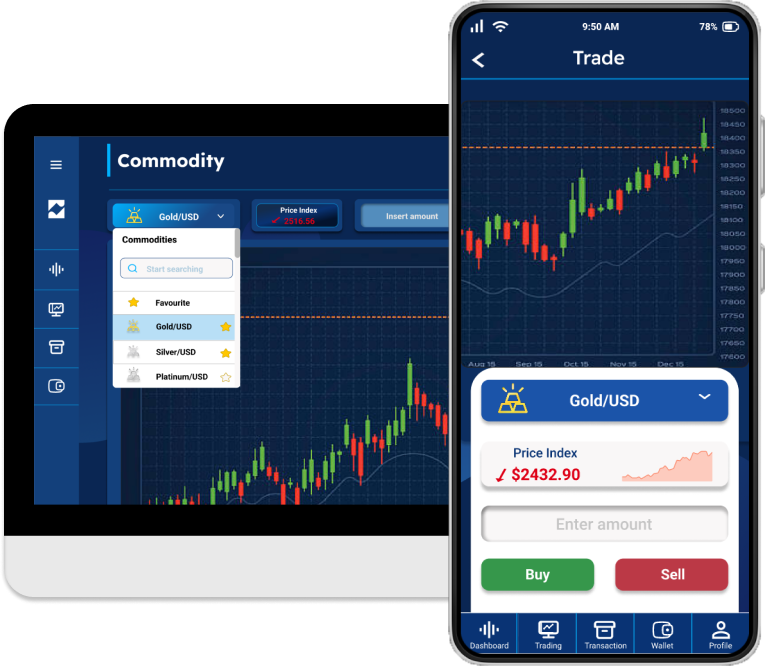 Commodity
Gold/USD
Price Index
2516.56
Insert amount
Commodities
Start searching
Favourite
Gold/USD
Silver/USD
Platinum/USD
9:50 AM
78%
Trade
18500
18450
18400
18300
18250
18200
18150
18100
18050
18000
17950
17900
17850
17800
17750
17700
17650
17600
Aug 15 Sep 15 Oct 15 Nov 15 Dec 15
Gold/USD
Price Index
$2432.90
Enter amount
Buy Sell
Dashboard Trading Transaction Wallet Profile